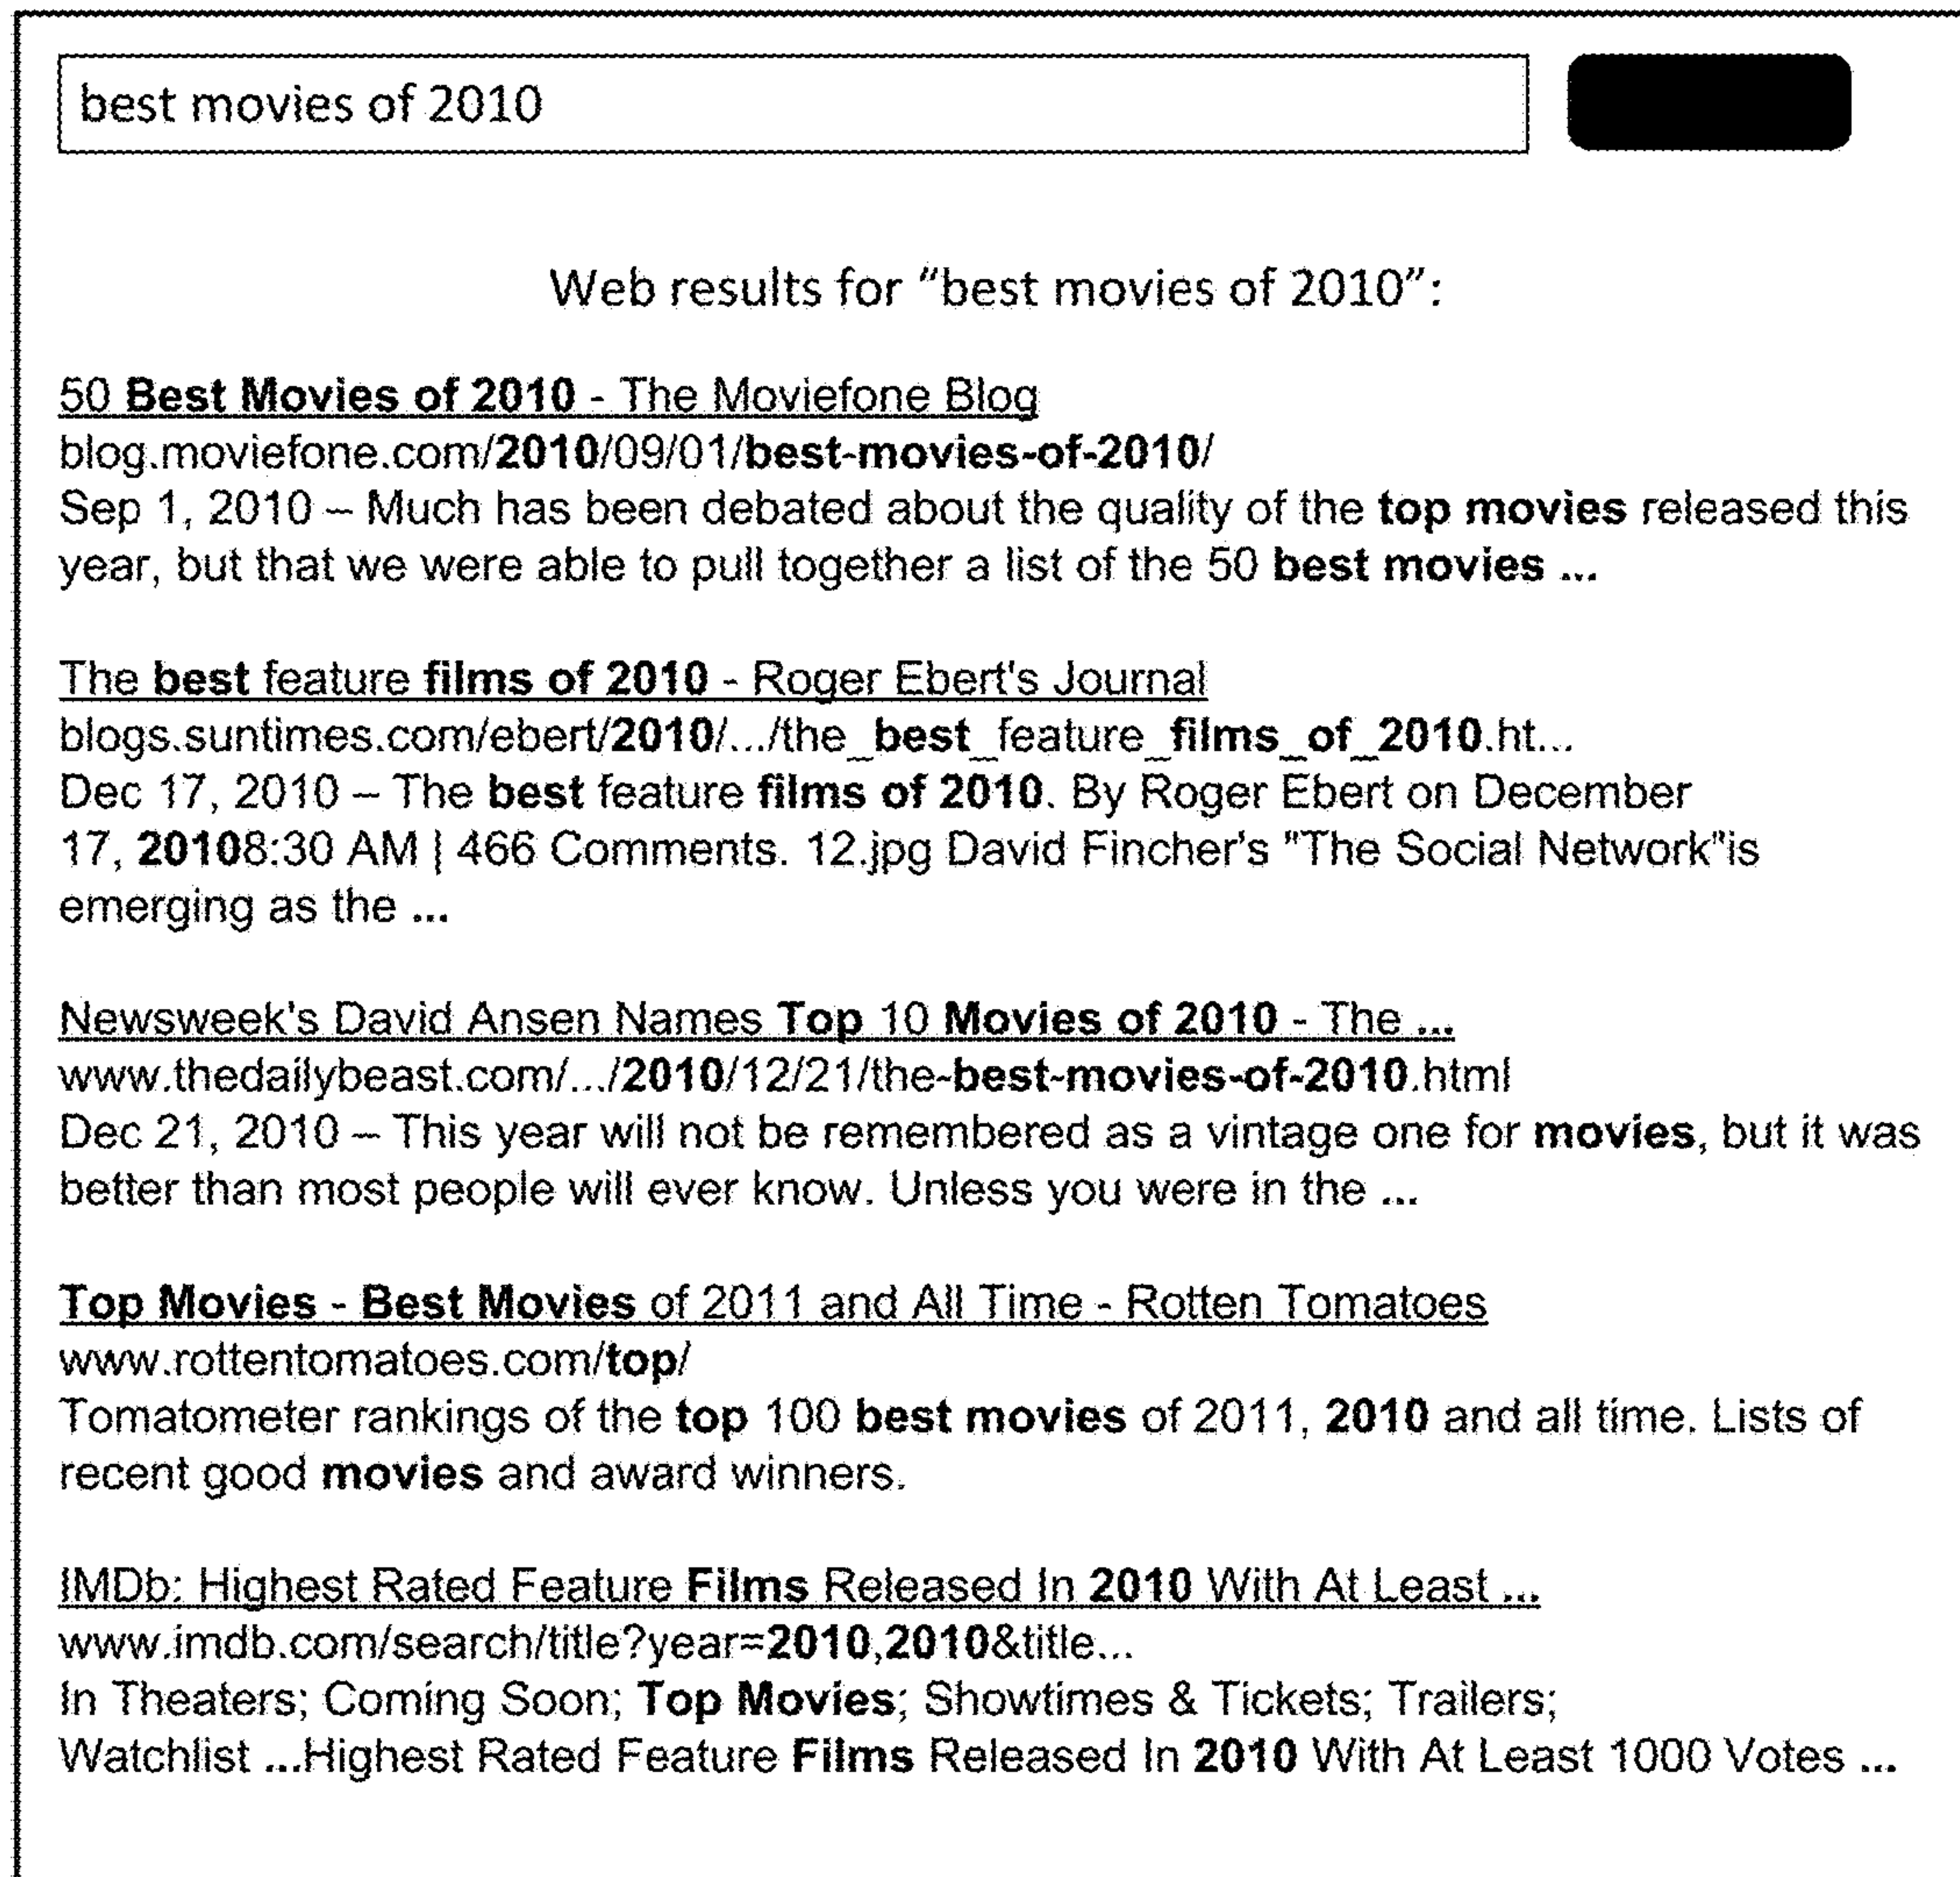 best movies of 2010
Web results for “best movies of 2010”:
50 Best Movies of 2010 - The Moviefone Blog
blog.moviefone.com/2010/09/01/best-movies-of-2010/
Sep 1, 2010 – Much has been debated about the quality of the top movies released this
year, but that we were able to pull together a list of the 50 best movies ...
The best feature films of 2010 - Roger Ebert's Journal
blogs.suntimes.com/ebert/2010/.../the_best_feature_films_of_2010.ht...
Dec 17, 2010 – The best feature films of 2010. By Roger Ebert on December
17, 20108:30 AM | 466 Comments. 12.jpg David Fincher's "The Social Network"is
emerging as the ...
Newsweek's David Ansen Names Top 10 Movies of 2010 - The ...
www.thedailybeast.com/.../2010/12/21/the-best-movies-of-2010.html
Dec 21, 2010 – This year will not be remembered as a vintage one for movies, but it was
better than most people will ever know. Unless you were in the ...
Top Movies - Best Movies of 2011 and All Time - Rotten Tomatoes
www.rottentomatoes.com/top/
Tomatometer rankings of the top 100 best movies of 2011, 2010 and all time. Lists of
recent good movies and award winners.
IMDb: Highest Rated Feature Films Released In 2010 With At Least ...
www.imdb.com/search/title?year=2010,2010&title...
In Theaters; Coming Soon; Top Movies; Showtimes & Tickets; Trailers;
Watchlist ...Highest Rated Feature Films Released In 2010 With At Least 1000 Votes ...